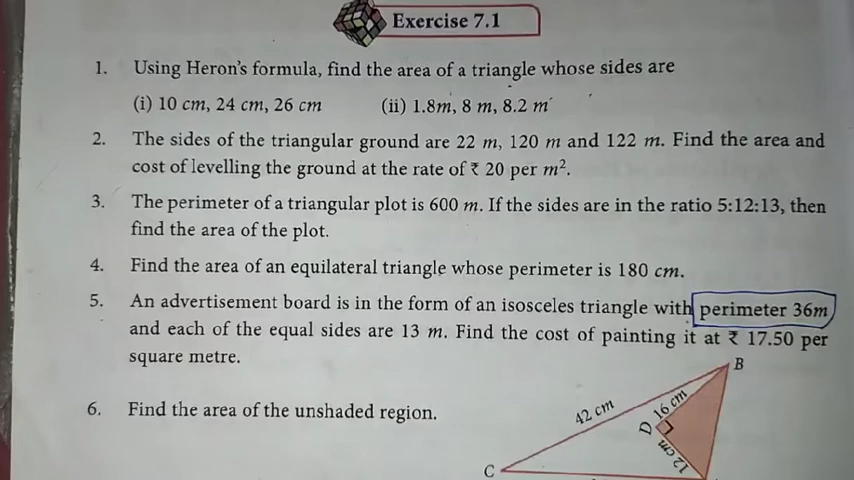 Exercise 7.1
1. Using Heron's formula, find the area of a triangle whose sides are
(i) 10 cm, 24 cm, 26 cm (ii) 1.8m, 8 m, 8.2 m
2. The sides of the triangular ground are 22 m, 120 m and 122 m. Find the area and
cost of levelling the ground at the rate of ₹ 20 per m².
3. The perimeter of a triangular plot is 600 m. If the sides are in the ratio 5:12:13, then
find the area of the plot.
4. Find the area of an equilateral triangle whose perimeter is 180 cm.
5. An advertisement board is in the form of an isosceles triangle with perimeter 36m
and each of the equal sides are 13 m. Find the cost of painting it at ₹ 17.50 per
square metre.
6. Find the area of the unshaded region.
B
42 cm
16 cm
D
12 cm
C